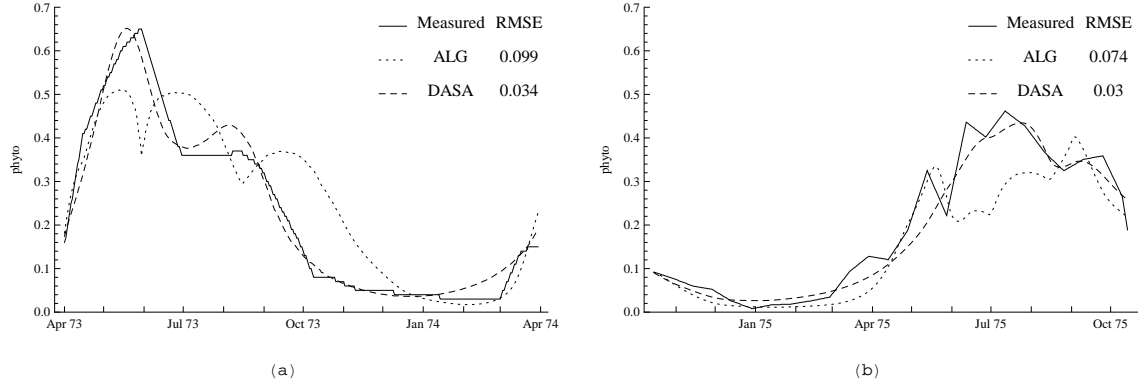 0.7
0.6
0.5
0.4
0.3
0.2
0.1
0.0
phyto
Measured RMSE
ALG 0.099
DASA 0.034
Apr 73 Jul 73 Oct 73 Jan 74 Apr 74
(a)
0.7
0.6
0.5
0.4
0.3
0.2
0.1
0.0
phyto
Measured RMSE
ALG 0.074
DASA 0.03
Jan 75 Apr 75 Jul 75 Oct 75
(b)